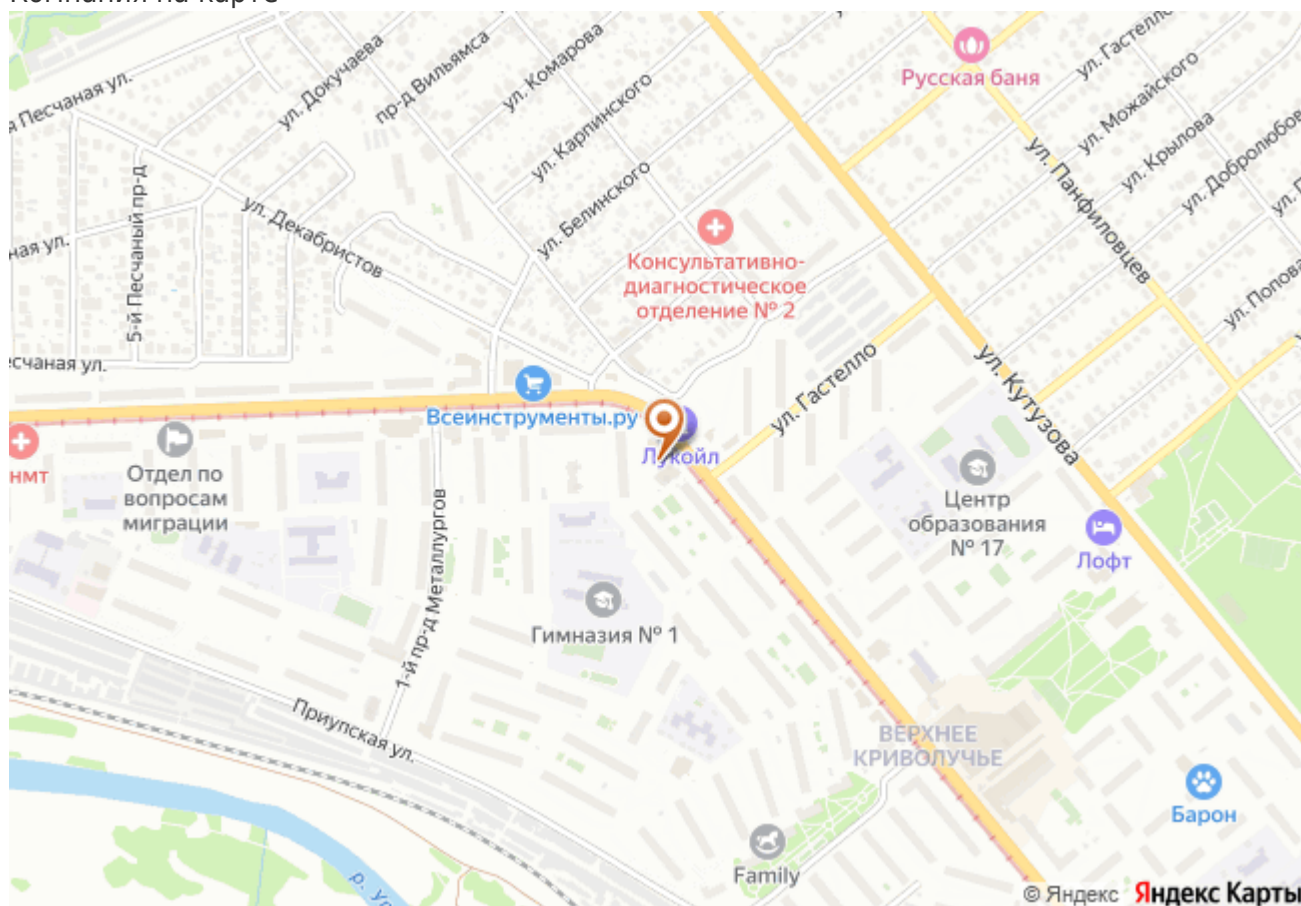 Компания на карте
я Песчаная ул.
ул. Докучаева
пр-д Вильямса
ул. Комарова
Русская баня
ул. Гастелло
ул. Можайского
ул. Карпинского
ул. Крылова
ул. Добролюбов
ул. Панфиловцев
5-й Песчаный пр-д
ул. Декабристов
ул. Белинского
ная ул.
Консультативно-
диагностическое
отделение № 2
ул. Попова
есчаная ул.
Всеинструменты.ру
ул. Гастелло
ул. Кутузова
Лукойл
нмт
Отдел по
вопросам
миграции
Центр
образования
№ 17
Лофт
1-й пр-д Металлургов
Гимназия № 1
Приупская ул.
ВЕРХНЕЕ
КРИВОЛУЧЬЕ
Барон
Family
р. Уп
© Яндекс Яндекс Карты